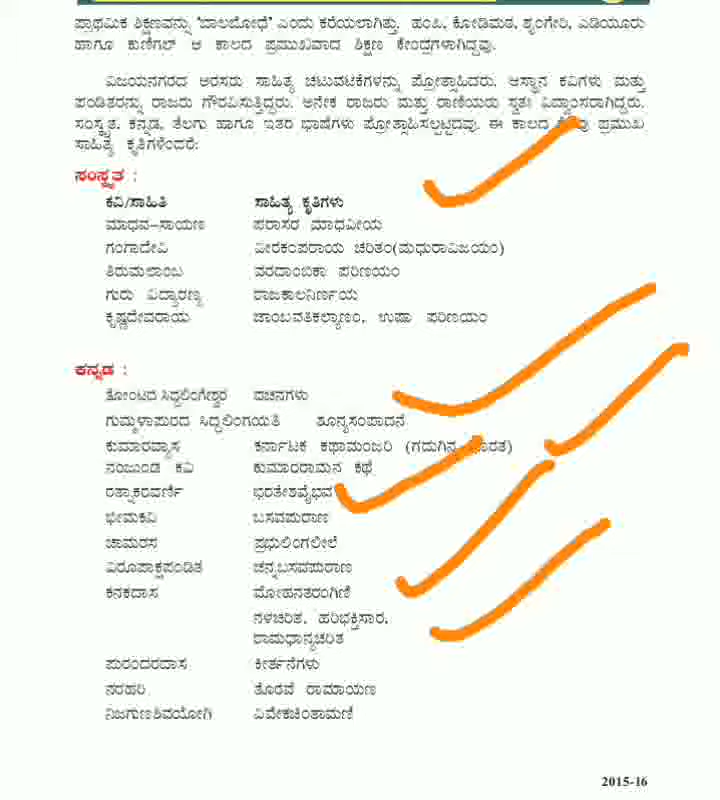 ಪ್ರಾಥಮಿಕ ಶಿಕ್ಷಣವನ್ನು 'ಬಾಲಬೋಧೆ' ಎಂದು ಕರೆಯಲಾಗಿತ್ತು. ಹಂಪಿ, ಕೋಡಿಮಠ, ಶೃಂಗೇರಿ, ಎಡಿಯೂರು
ಹಾಗೂ ಕುಣಿಗಲ್ ಆ ಕಾಲದ ಪ್ರಮುಖವಾದ ಶಿಕ್ಷಣ ಕೇಂದ್ರಗಳಾಗಿದ್ದವು.
ವಿಜಯನಗರದ ಅರಸರು ಸಾಹಿತ್ಯ ಚಟುವಟಿಕೆಗಳನ್ನು ಪ್ರೋತ್ಸಾಹಿದರು. ಆಸ್ಥಾನ ಕವಿಗಳು ಮತ್ತು
ಪಂಡಿತರನ್ನು ರಾಜರು ಗೌರವಿಸುತ್ತಿದ್ದರು. ಅನೇಕ ರಾಜರು ಮತ್ತು ರಾಣಿಯರು ಸ್ವತಃ ವಿದ್ವಾಂಸರಾಗಿದ್ದರು.
ಸಂಸ್ಕೃತ, ಕನ್ನಡ, ತೆಲಗು ಹಾಗೂ ಇತರ ಭಾಷೆಗಳು ಪ್ರೋತ್ಸಾಹಿಸಲ್ಪಟ್ಟಿದವು. ಈ ಕಾಲದ ಪ್ರಮುಖ
ಸಾಹಿತ್ಯ ಕೃತಿಗಳೆಂದರೆ:
ಸಂಸ್ಕೃತ :
ಕವಿ/ಸಾಹಿತಿ ಸಾಹಿತ್ಯ ಕೃತಿಗಳು
ಮಾಧವ–ಸಾಯಣ ಪರಾಸರ ಮಾಧವೀಯ
ಗಂಗಾದೇವಿ ವೀರಕಂಪರಾಯ ಚರಿತಂ(ಮಧುರಾವಿಜಯಂ)
ತಿರುಮಲಾಂಬ ವರದಾಂಬಿಕಾ ಪರಿಣಯಂ
ಗುರು ವಿದ್ಯಾರಣ್ಯ ರಾಜಕಾಲನಿರ್ಣಯ
ಕೃಷ್ಣದೇವರಾಯ ಜಾಂಬವತಿಕಲ್ಯಾಣಂ, ಉಷಾ ಪರಿಣಯಂ
ಕನ್ನಡ :
ತೋಂಟದ ಸಿದ್ಧಲಿಂಗೇಶ್ವರ ವಚನಗಳು
ಗುಮ್ಮಳಾಪುರದ ಸಿದ್ಧಲಿಂಗಯತಿ ಶೂನ್ಯಸಂಪಾದನೆ
ಕುಮಾರವ್ಯಾಸ ಕರ್ನಾಟಕ ಕಥಾಮಂಜರಿ (ಗದುಗಿನ ಭಾರತ)
ನಂಜುಂಡ ಕವಿ ಕುಮಾರರಾಮನ ಕಥೆ
ರತ್ನಾಕರವರ್ಣಿ ಭರತೇಶವೈಭವ
ಭೀಮಕವಿ ಬಸವಪುರಾಣ
ಚಾಮರಸ ಪ್ರಭುಲಿಂಗಲೀಲೆ
ವಿರೂಪಾಕ್ಷಪಂಡಿತ ಚನ್ನಬಸವಪುರಾಣ
ಕನಕದಾಸ ಮೋಹನತರಂಗಿಣಿ
ನಳಚರಿತ, ಹರಿಭಕ್ತಿಸಾರ,
ರಾಮಧಾನ್ಯಚರಿತ
ಪುರಂದರದಾಸ ಕೀರ್ತನೆಗಳು
ನರಹರಿ ತೊರವೆ ರಾಮಾಯಣ
ನಿಜಗುಣಶಿವಯೋಗಿ ವಿವೇಕಚಿಂತಾಮಣಿ
2015-16